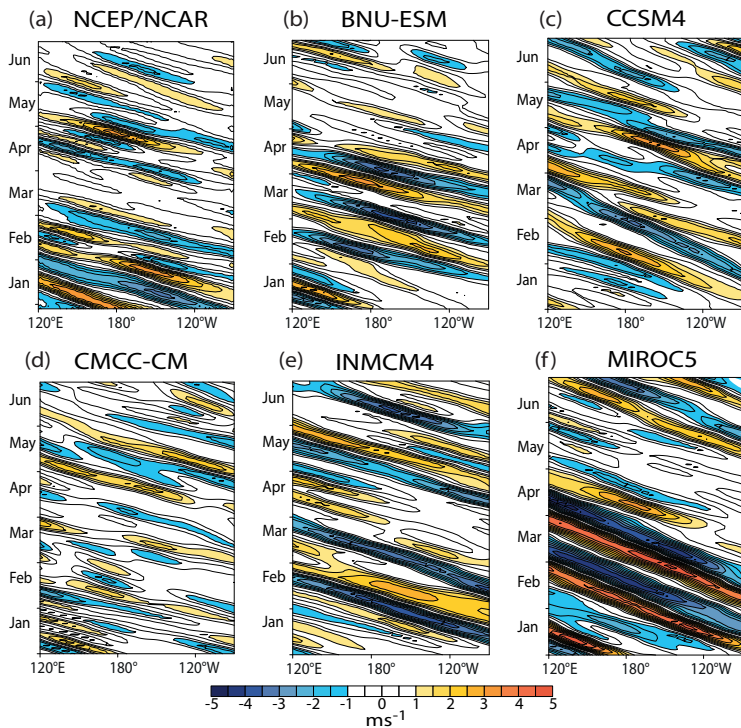 (a) NCEP/NCAR
(b) BNU-ESM
(c) CCSM4
Jun
May
Apr
Mar
Feb
Jan
120°E 180° 120°W
Jun
May
Apr
Mar
Feb
Jan
120°E 180° 120°W
Jun
May
Apr
Mar
Feb
Jan
120°E 180° 120°W
(d) CMCC-CM
(e) INMCM4
(f) MIROC5
Jun
May
Apr
Mar
Feb
Jan
120°E 180° 120°W
Jun
May
Apr
Mar
Feb
Jan
120°E 180° 120°W
Jun
May
Apr
Mar
Feb
Jan
120°E 180° 120°W
-5 -4 -3 -2 -1 0 1 2 3 4 5
ms⁻¹